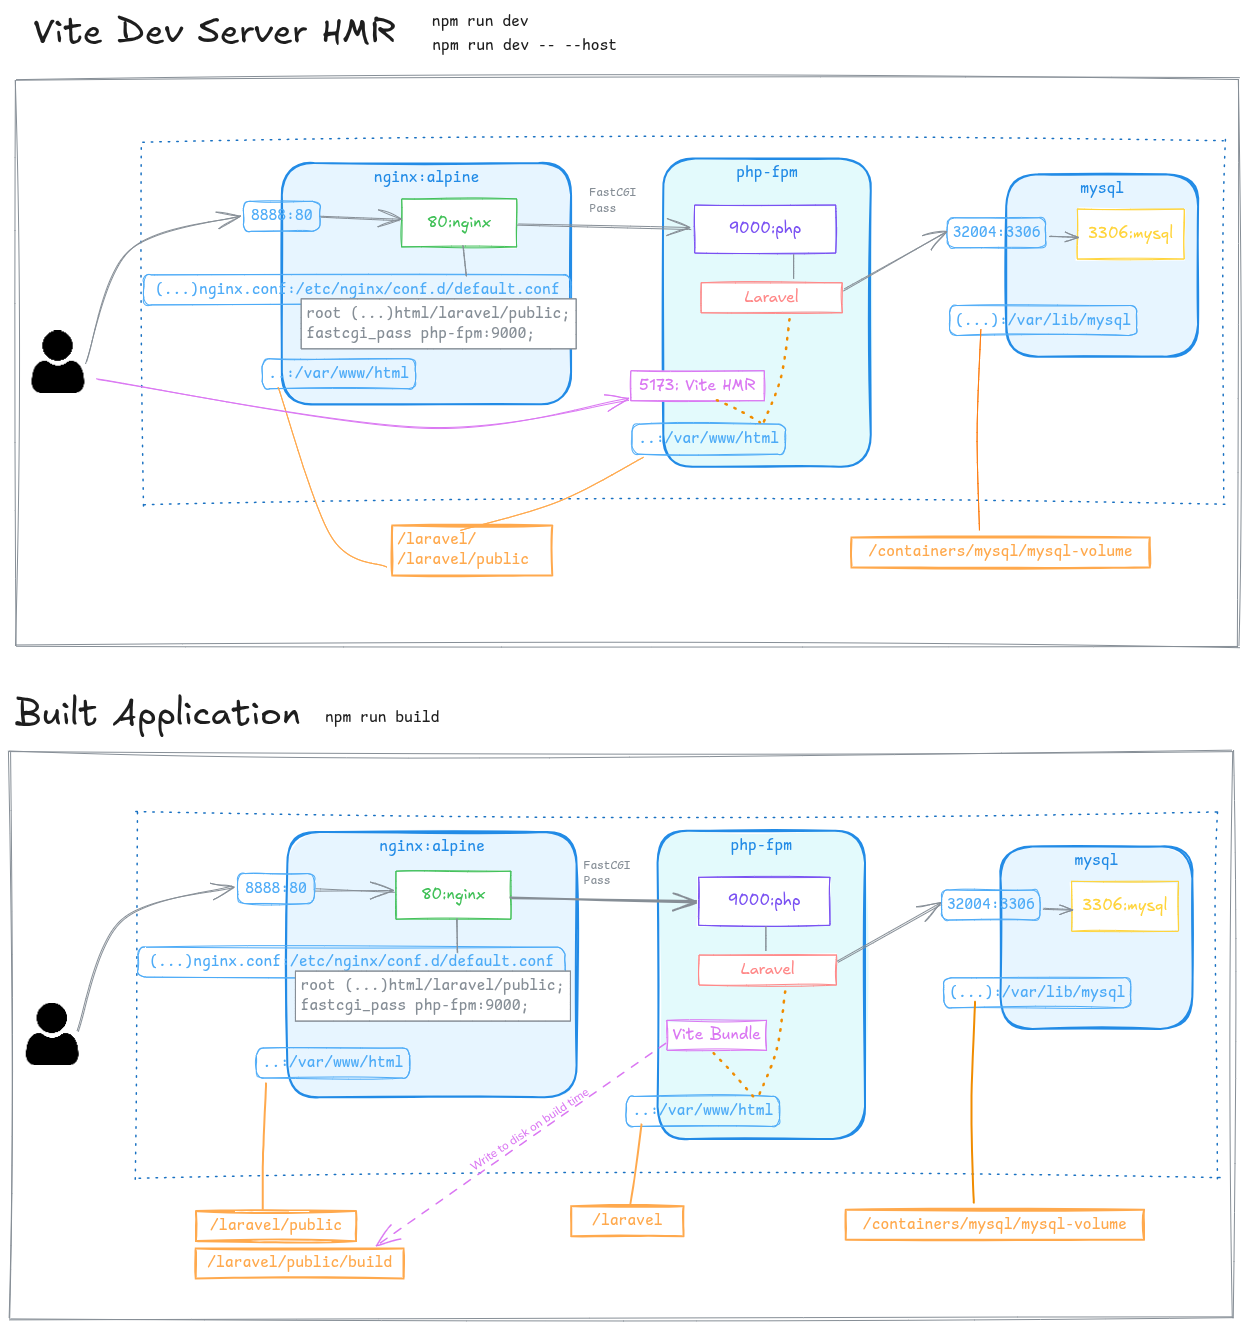 Vite Dev Server HMR
npm run dev
npm run dev -- --host
nginx:alpine
8888:80
80:nginx
(...)nginx.conf:/etc/nginx/conf.d/default.conf
root (...)html/laravel/public;
fastcgi_pass php-fpm:9000;
..:/var/www/html
FastCGI
Pass
php-fpm
9000:php
Laravel
5173: Vite HMR
..:/var/www/html
mysql
32004:3306
3306:mysql
(...):/var/lib/mysql
/laravel/
/laravel/public
/containers/mysql/mysql-volume
Built Application
npm run build
nginx:alpine
8888:80
80:nginx
(...)nginx.conf:/etc/nginx/conf.d/default.conf
root (...)html/laravel/public;
fastcgi_pass php-fpm:9000;
..:/var/www/html
FastCGI
Pass
php-fpm
9000:php
Laravel
Vite Bundle
..:/var/www/html
Write to disk on build time
mysql
32004:3306
3306:mysql
(...):/var/lib/mysql
/laravel/public
/laravel/public/build
/laravel
/containers/mysql/mysql-volume